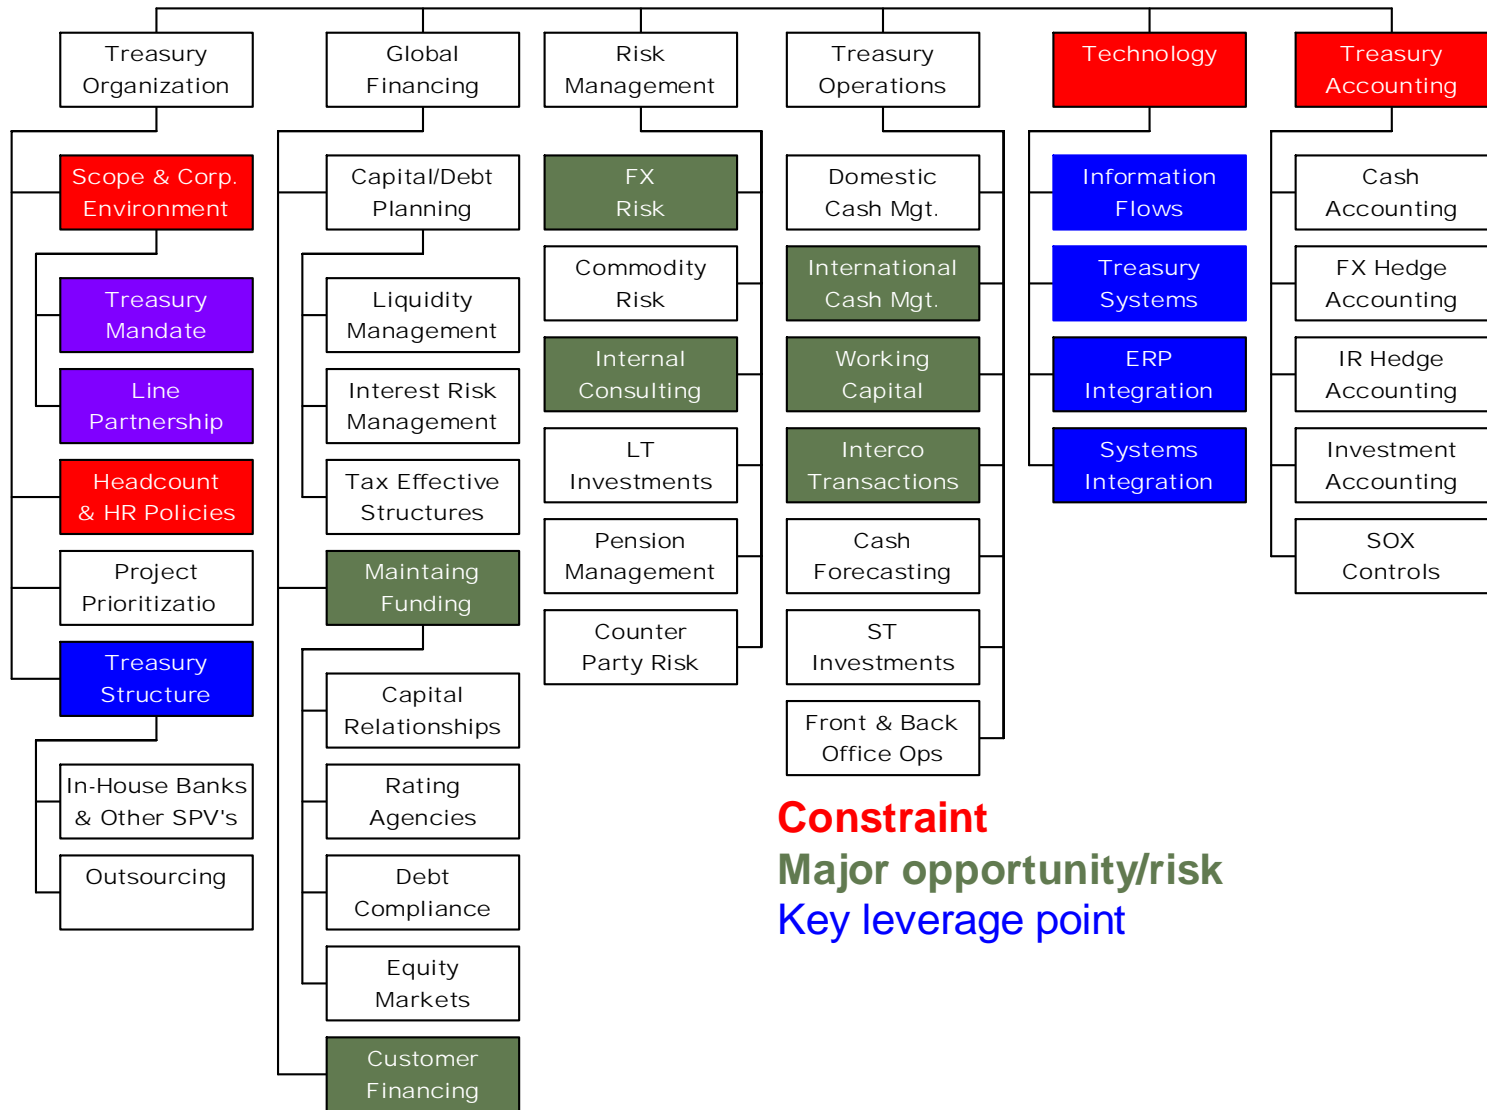 Treasury
Organization
Global
Financing
Risk
Management
Treasury
Operations
Technology
Treasury
Accounting
Scope & Corp.
Environment
Treasury
Mandate
Line
Partnership
Headcount
& HR Policies
Project
Prioritizatio
Treasury
Structure
In-House Banks
& Other SPV's
Outsourcing
Capital/Debt
Planning
Liquidity
Management
Interest Risk
Management
Tax Effective
Structures
Maintaing
Funding
Capital
Relationships
Rating
Agencies
Debt
Compliance
Equity
Markets
Customer
Financing
FX
Risk
Commodity
Risk
Internal
Consulting
LT
Investments
Pension
Management
Counter
Party Risk
Domestic
Cash Mgt.
International
Cash Mgt.
Working
Capital
Interco
Transactions
Cash
Forecasting
ST
Investments
Front & Back
Office Ops
Information
Flows
Treasury
Systems
ERP
Integration
Systems
Integration
Cash
Accounting
FX Hedge
Accounting
IR Hedge
Accounting
Investment
Accounting
SOX
Controls
Constraint
Major opportunity/risk
Key leverage point